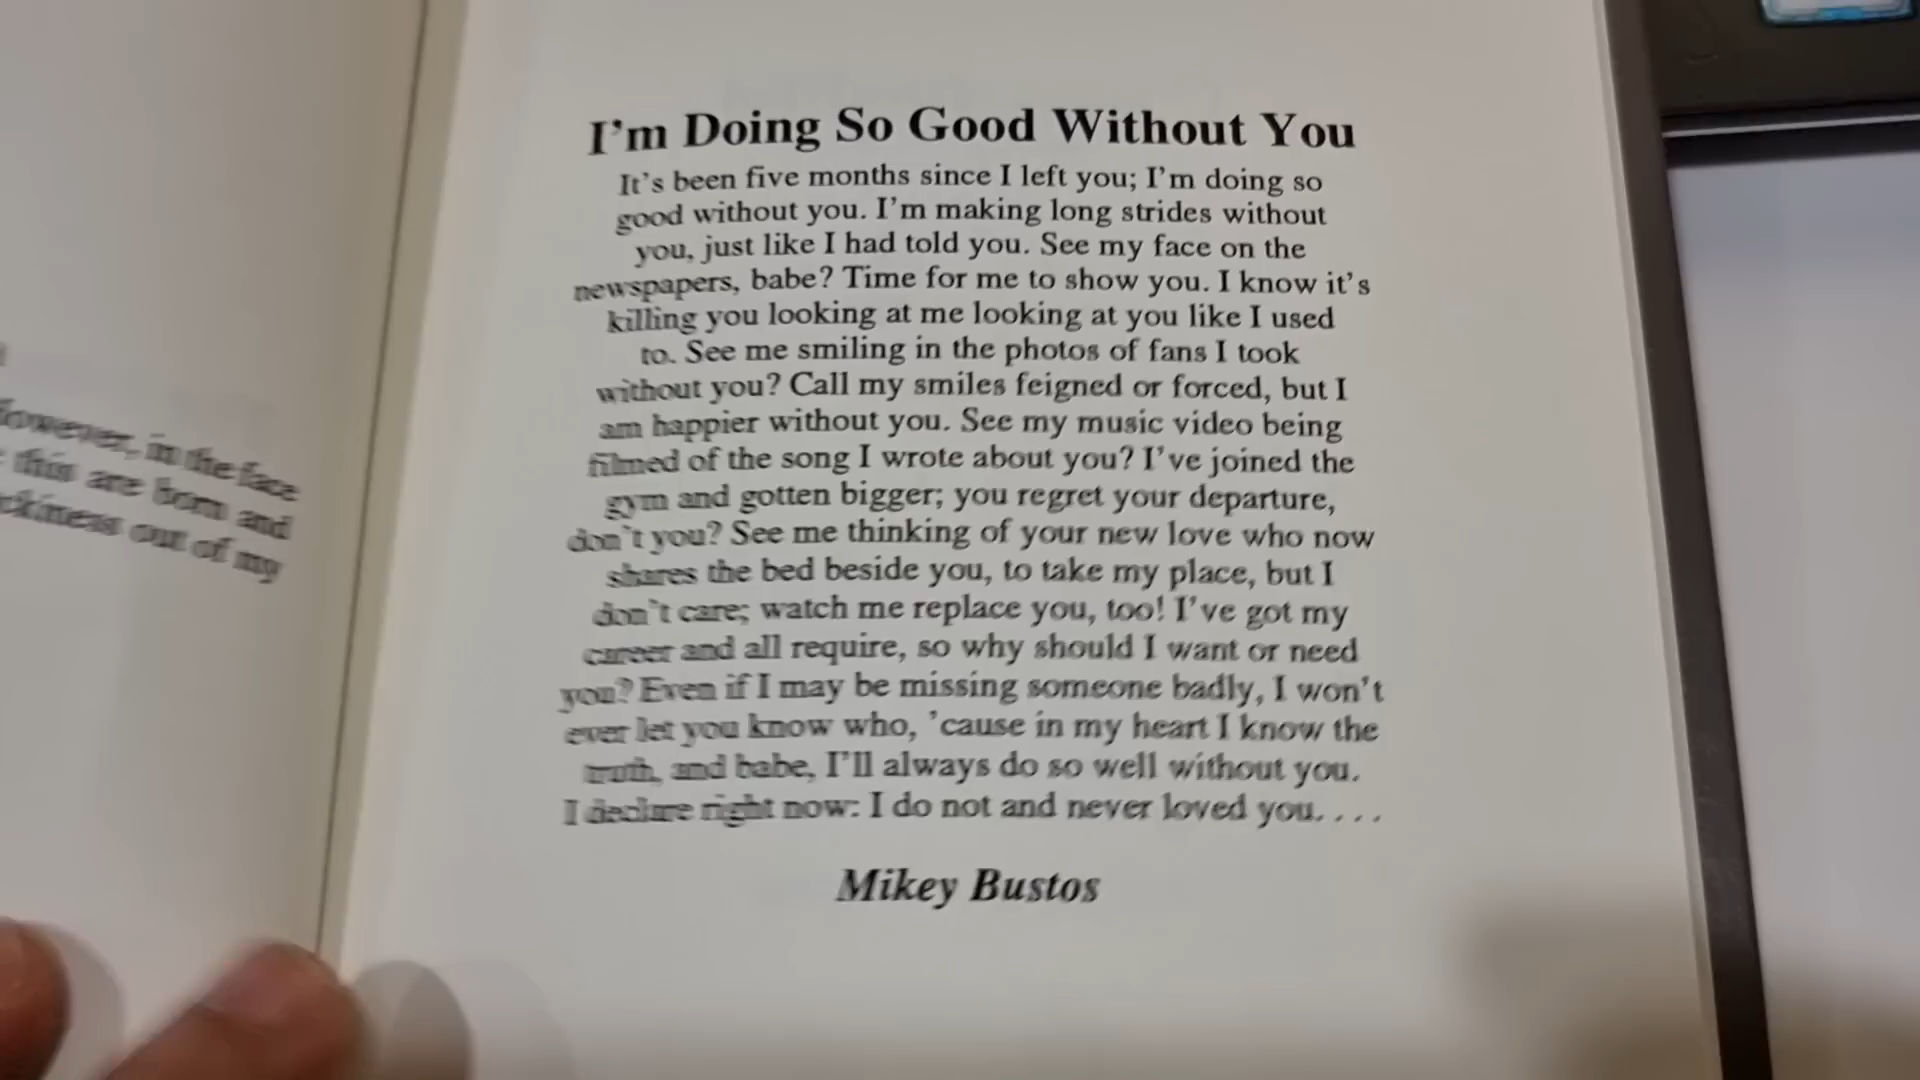 However, in the face
this are born and
out of my
I'm Doing So Good Without You
It's been five months since I left you; I'm doing so
good without you. I'm making long strides without
you, just like I had told you. See my face on the
newspapers, babe? Time for me to show you. I know it's
killing you looking at me looking at you like I used
to. See me smiling in the photos of fans I took
without you? Call my smiles feigned or forced, but I
am happier without you. See my music video being
filmed of the song I wrote about you? I've joined the
gym and gotten bigger; you regret your departure,
don't you? See me thinking of your new love who now
shares the bed beside you, to take my place, but I
don't care; watch me replace you, too! I've got my
career and all require, so why should I want or need
you? Even if I may be missing someone badly, I won't
ever let you know who, 'cause in my heart I know the
truth, and babe, I'll always do so well without you.
I declare right now: I do not and never loved you. . . .
Mikey Bustos